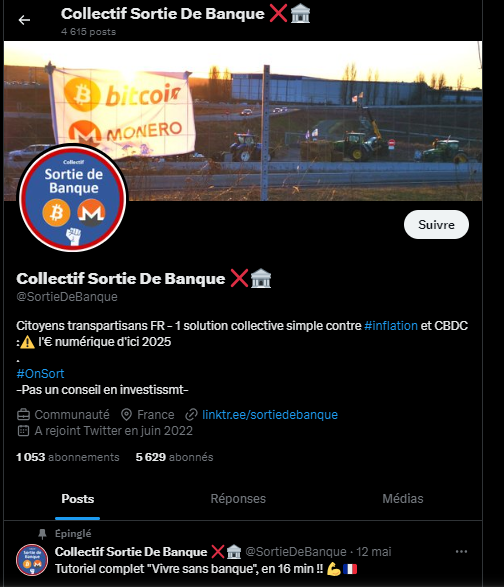 Collectif Sortie De Banque ❌🏛️
4 615 posts
bitcoin
MONERO
Collectif
Sortie de
Banque
Suivre
Collectif Sortie De Banque ❌🏛️
@SortieDeBanque
Citoyens transpartisans FR - 1 solution collective simple contre #inflation et CBDC
:⚠️ l'€ numérique d'ici 2025
.
#OnSort
-Pas un conseil en investissmt-
Communauté France linktr.ee/sortiedebanque
A rejoint Twitter en juin 2022
1 053 abonnements 5 629 abonnés
Posts Réponses Médias
Épinglé
Collectif Sortie De Banque ❌🏛️ @SortieDeBanque · 12 mai
Tutoriel complet "Vivre sans banque", en 16 min !! 💪🇫🇷